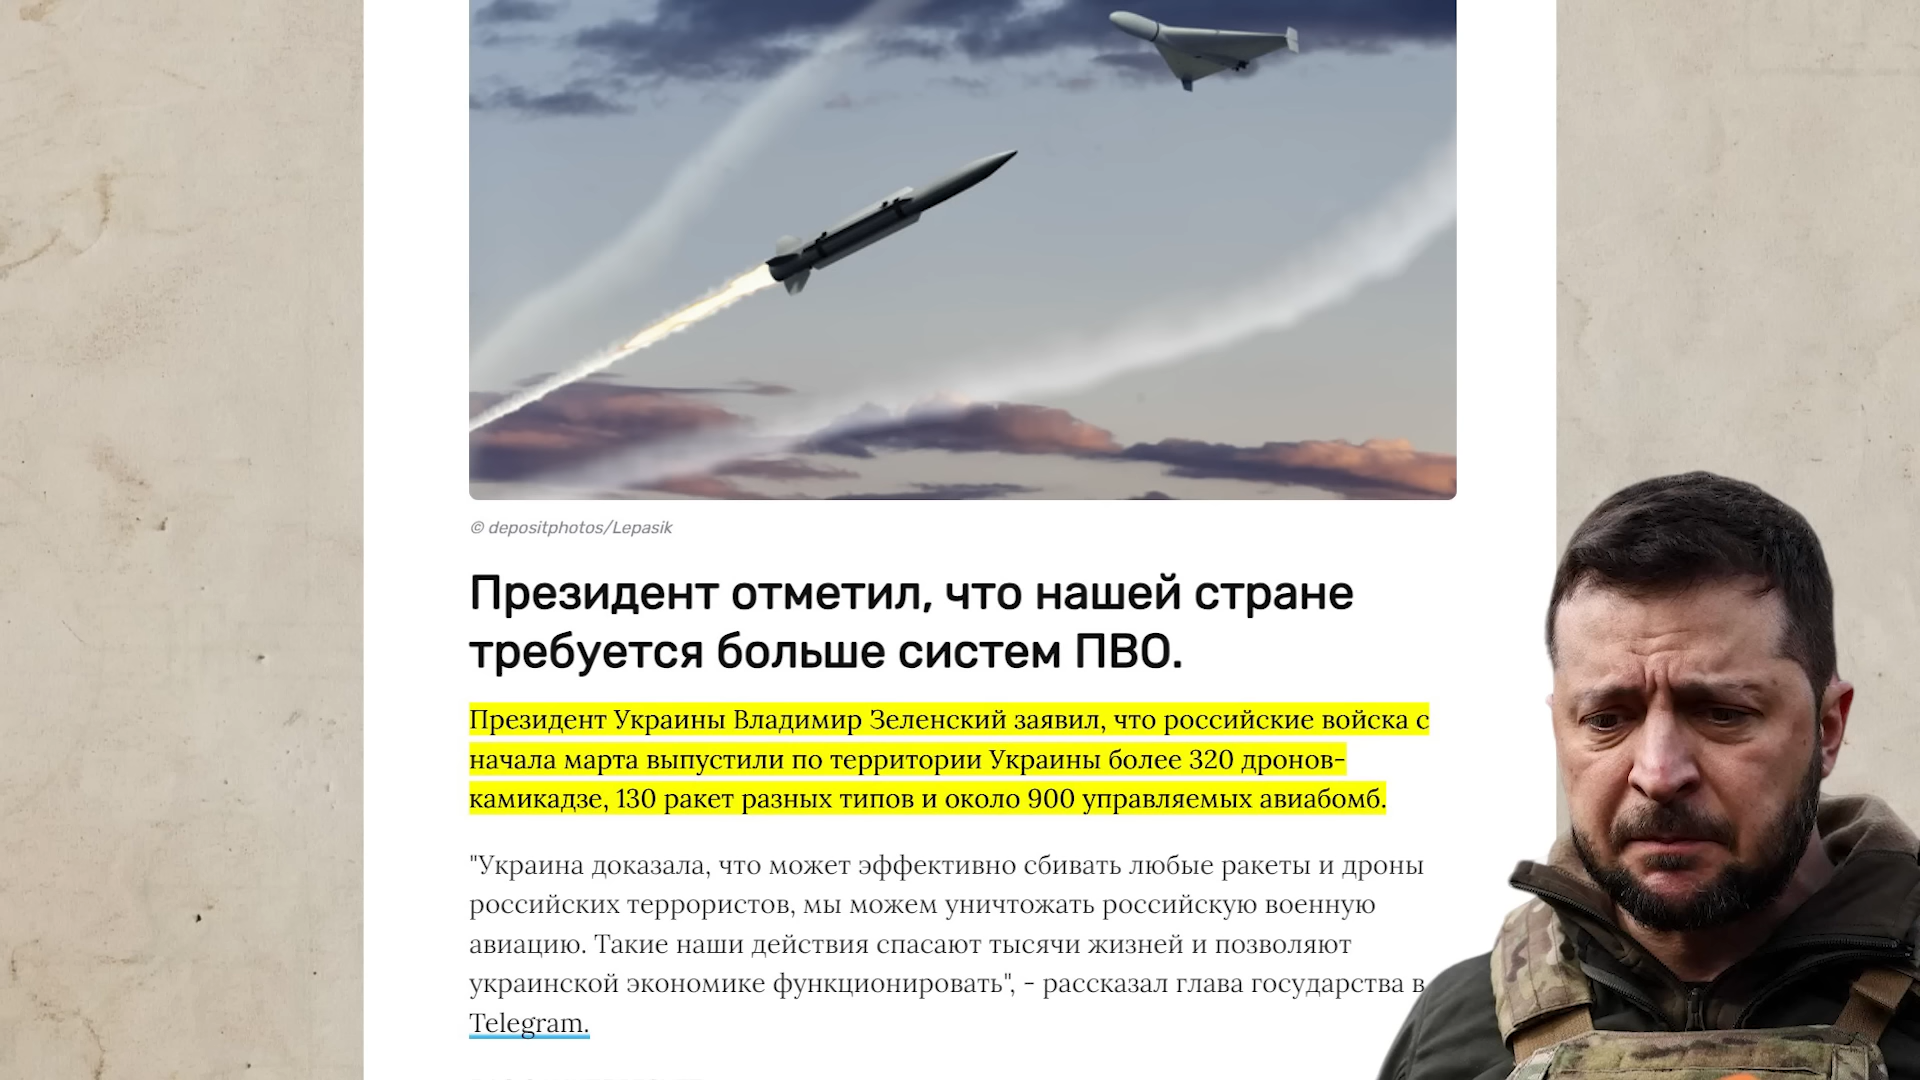 © depositphotos/Lepasik
Президент отметил, что нашей стране
требуется больше систем ПВО.
Президент Украины Владимир Зеленский заявил, что российские войска с
начала марта выпустили по территории Украины более 320 дронов-
камикадзе, 130 ракет разных типов и около 900 управляемых авиабомб.
"Украина доказала, что может эффективно сбивать любые ракеты и дроны
российских террористов, мы можем уничтожать российскую военную
авиацию. Такие наши действия спасают тысячи жизней и позволяют
украинской экономике функционировать", - рассказал глава государства в
Telegram.